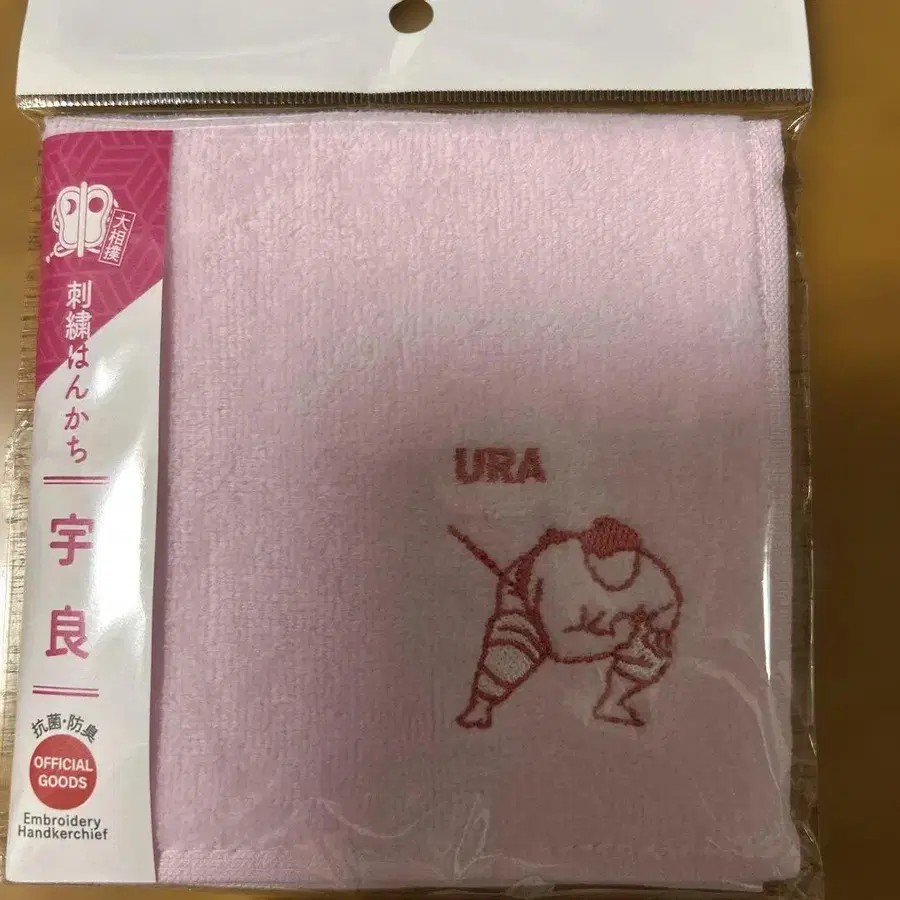 大相撲
刺繍はんかち
宇良
抗菌・防臭
OFFICIAL
GOODS
Embroidery
Handkerchief
URA